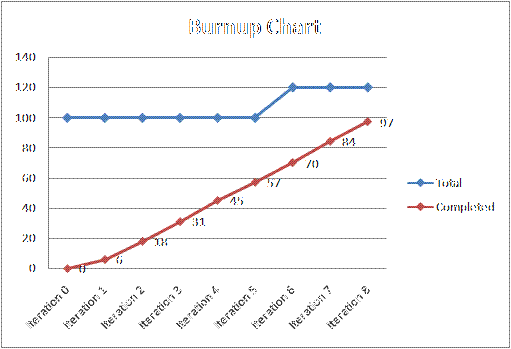 Burnup Chart
140
120
100
80
60
40
20
0
0
6
18
31
45
57
70
84
97
Iteration 0
Iteration 1
Iteration 2
Iteration 3
Iteration 4
Iteration 5
Iteration 6
Iteration 7
Iteration 8
Total
Completed